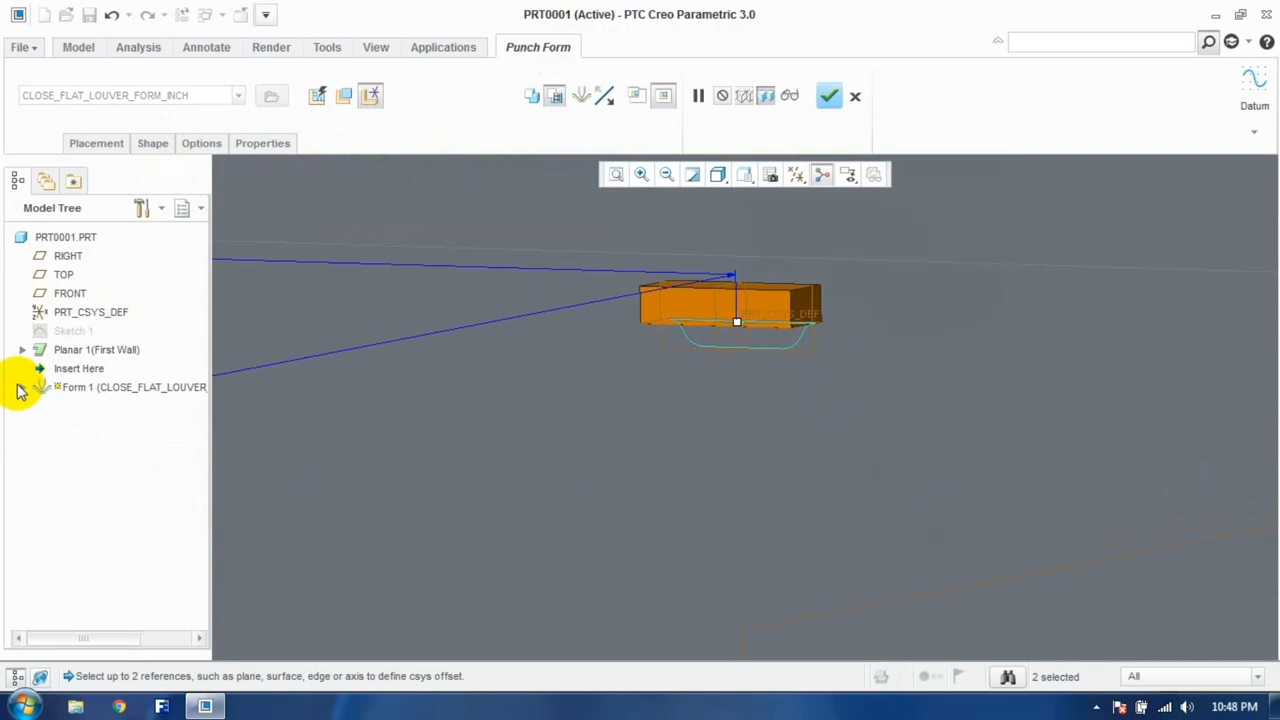 PRT0001 (Active) - PTC Creo Parametric 3.0
File Model Analysis Annotate Render Tools View Applications Punch Form
CLOSE_FLAT_LOUVER_FORM_INCH
Datum
Placement Shape Options Properties
Model Tree
PRT0001.PRT
RIGHT
TOP
FRONT
PRT_CSYS_DEF
Sketch 1
Planar 1(First Wall)
Insert Here
Form 1 (CLOSE_FLAT_LOUVER_
PRT_CSYS_DEF
Select up to 2 references, such as plane, surface, edge or axis to define csys offset.
2 selected
All
10:48 PM